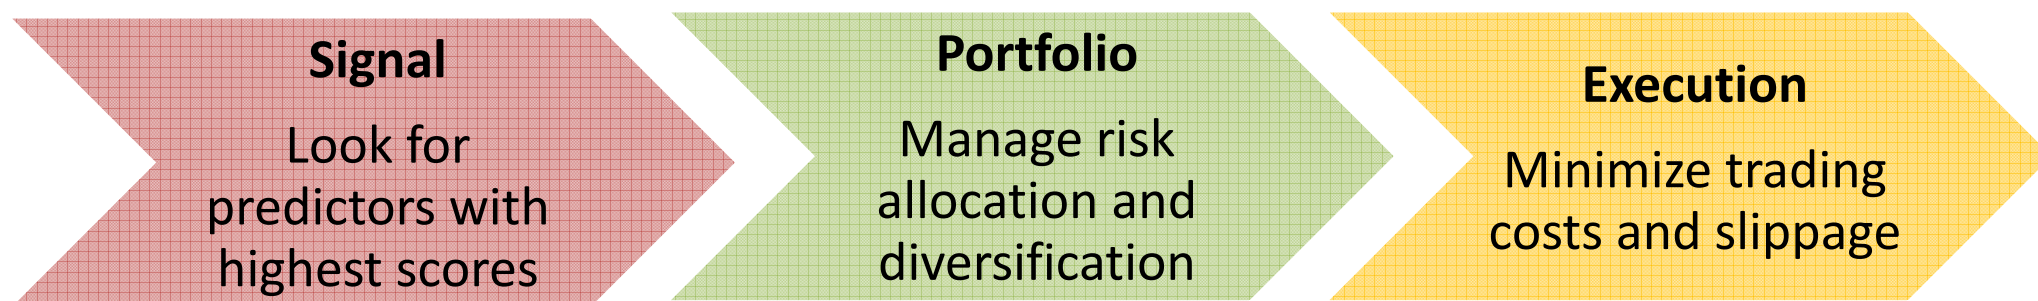 Signal
Look for
predictors with
highest scores
Portfolio
Manage risk
allocation and
diversification
Execution
Minimize trading
costs and slippage